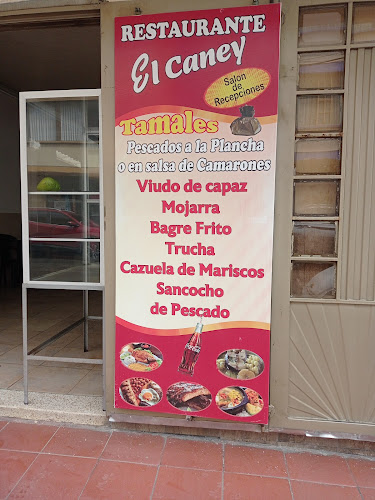 RESTAURANTE
El Caney
Salon
de
Recepciones
Tamales
Pescados a la Plancha
o en salsa de Camarones
Viudo de capaz
Mojarra
Bagre Frito
Trucha
Cazuela de Mariscos
Sancocho
de Pescado